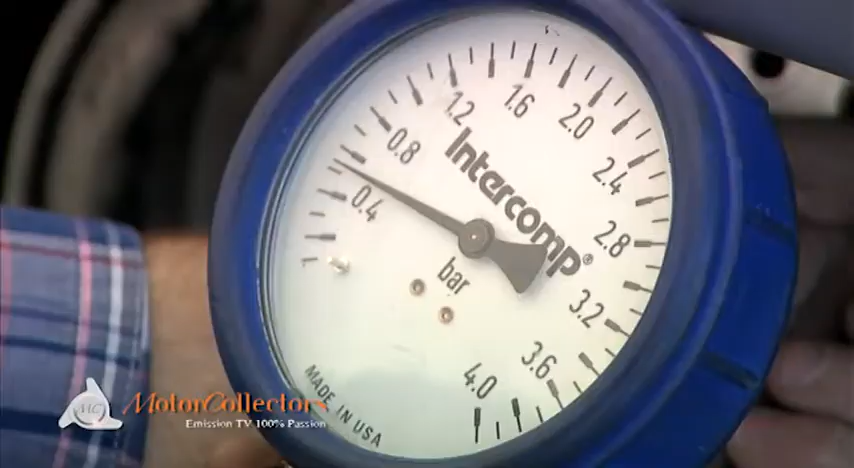 0.4
0.8
1.2
1.6
2.0
2.4
2.8
3.2
3.6
4.0
Intercomp®
bar
MADE IN USA
MC
MotorCollectors
Emission TV 100% Passion